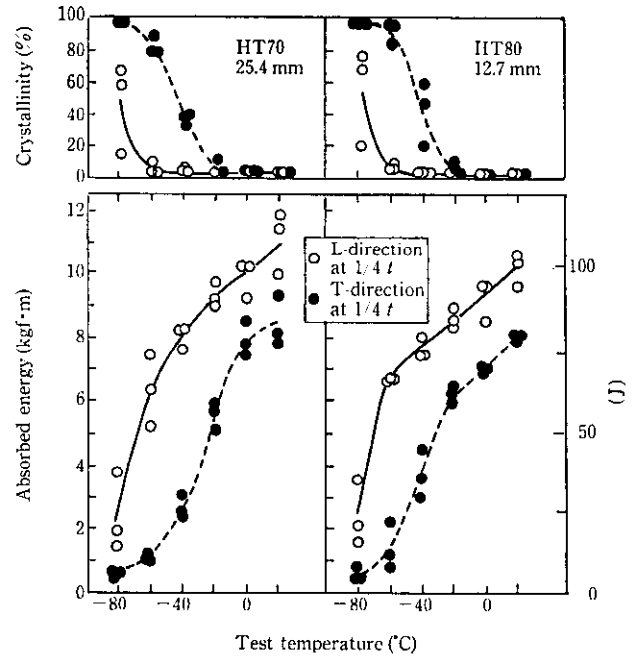 Crystallinity (%)
100
80
60
40
20
0
HT70
25.4 mm
HT80
12.7 mm
Absorbed energy (kgf·m)
12
10
8
6
4
2
0
L-direction
at 1/4 t
T-direction
at 1/4 t
100
50
0
(J)
-80 -40 0
-80 -40 0
Test temperature (°C)